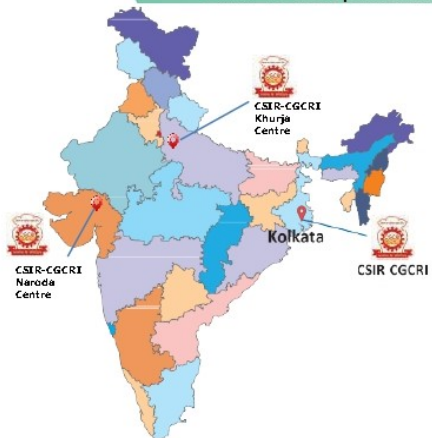 CSIR-CGCRI
Khurja
Centre
CSIR-CGCRI
Naroda
Centre
Kolkata
CSIR CGCRI